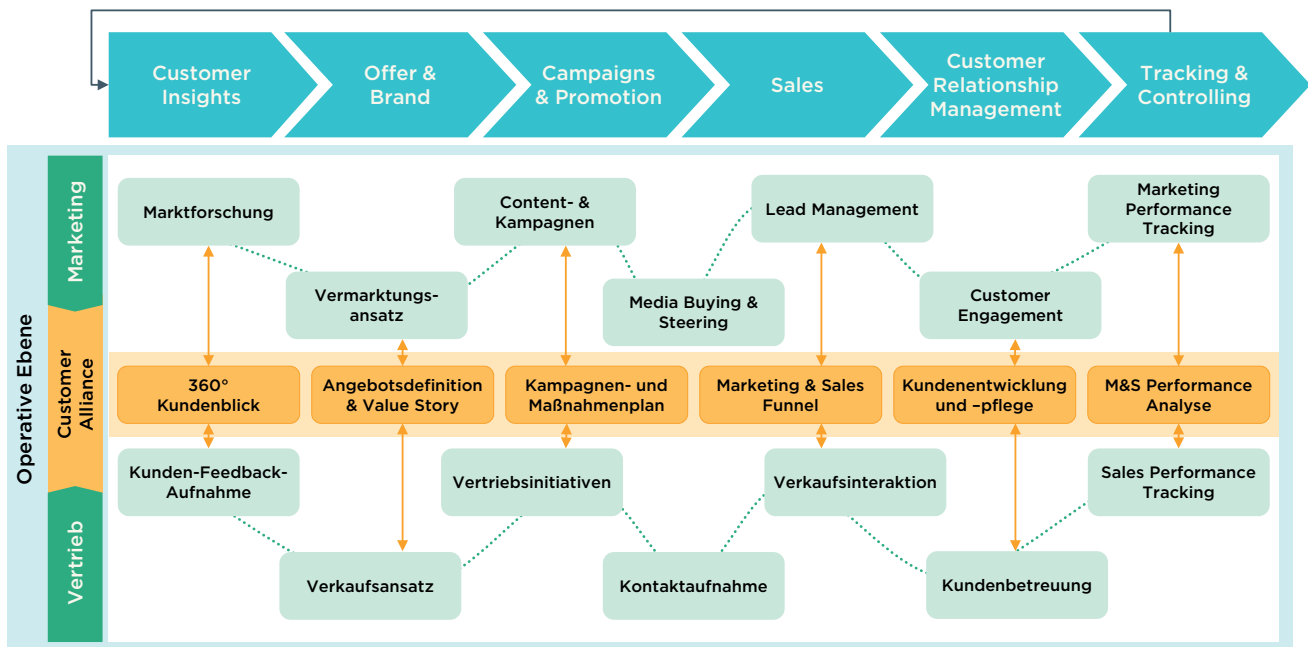 Customer
Insights
Offer &
Brand
Campaigns
& Promotion
Sales
Customer
Relationship
Management
Tracking &
Controlling
Operative Ebene
Marketing
Customer
Alliance
Vertrieb
Marktforschung
Content- &
Kampagnen
Lead Management
Marketing
Performance
Tracking
Vermarktungs-
ansatz
Media Buying &
Steering
Customer
Engagement
360°
Kundenblick
Angebotsdefinition
& Value Story
Kampagnen- und
Maßnahmenplan
Marketing & Sales
Funnel
Kundenentwicklung
und –pflege
M&S Performance
Analyse
Kunden-Feedback-
Aufnahme
Vertriebsinitiativen
Verkaufsinteraktion
Sales Performance
Tracking
Verkaufsansatz
Kontaktaufnahme
Kundenbetreuung